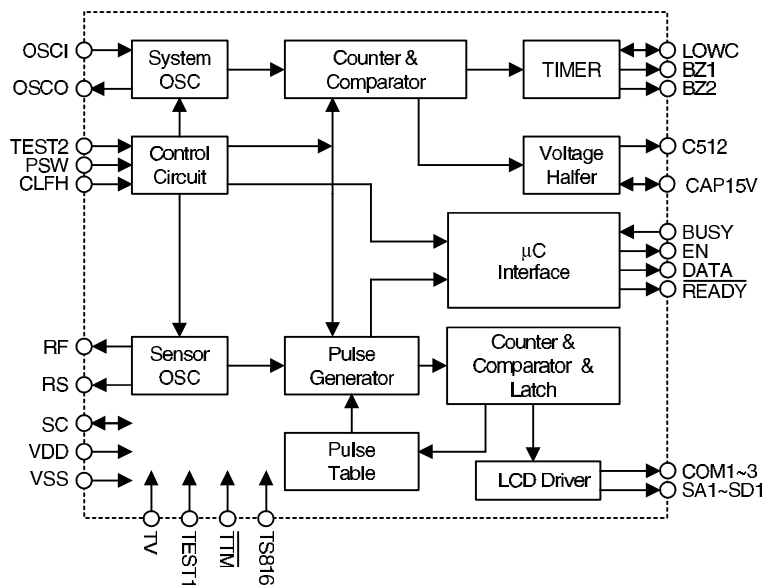 OSCI
OSCO
TEST2
PSW
CLFH
RF
RS
SC
VDD
VSS
System
OSC
Counter &
Comparator
TIMER
Control
Circuit
Voltage
Halfer
μC
Interface
Sensor
OSC
Pulse
Generator
Counter &
Comparator &
Latch
Pulse
Table
LCD Driver
LOWC
BZ1
BZ2
C512
CAP15V
BUSY
EN
DATA
READY
COM1~3
SA1~SD1
TV
TEST1
TTM
TS816